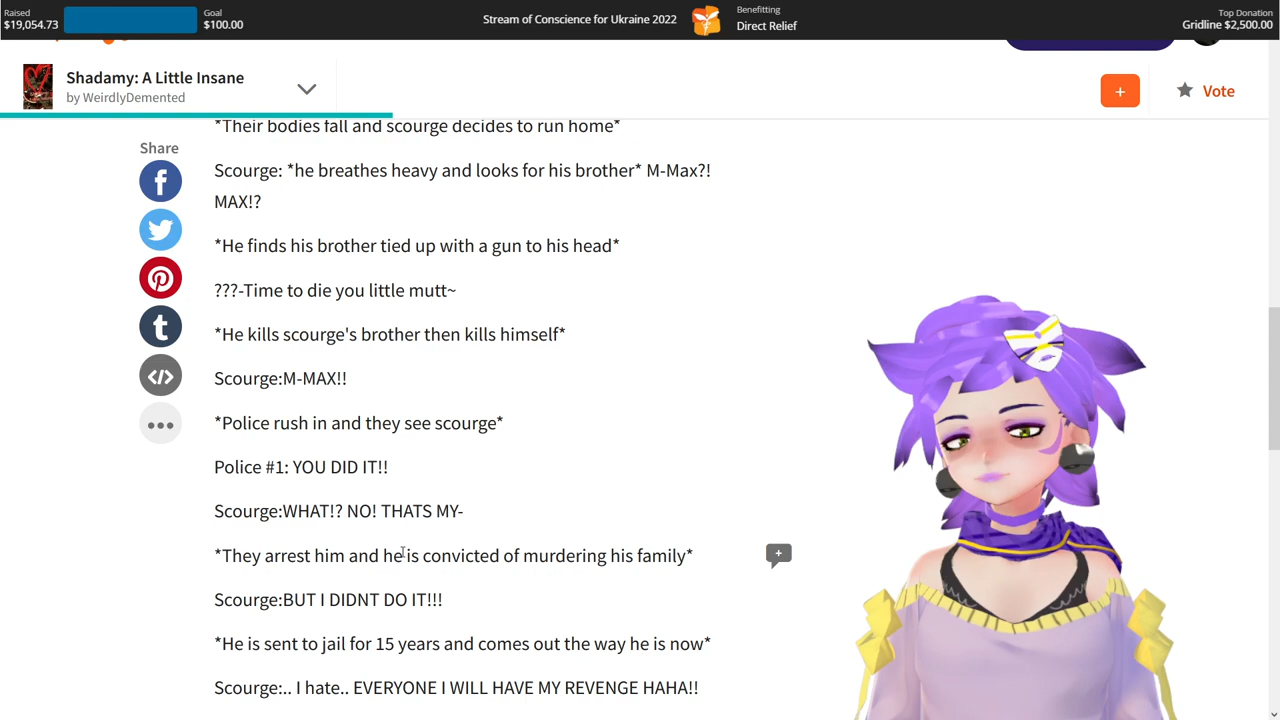 Raised
Goal
$19,054.73
$100.00
Stream of Conscience for Ukraine 2022
Benefitting
Direct Relief
Top Donation
Gridline $2,500.00
Shadamy: A Little Insane
by WeirdlyDemented
+
Vote
Share
*Their bodies fall and scourge decides to run home*
Scourge: *he breathes heavy and looks for his brother* M-Max?!
MAX!?
*He finds his brother tied up with a gun to his head*
???-Time to die you little mutt~
*He kills scourge's brother then kills himself*
Scourge:M-MAX!!
*Police rush in and they see scourge*
Police #1: YOU DID IT!!
Scourge:WHAT!? NO! THATS MY-
*They arrest him and he is convicted of murdering his family*
Scourge:BUT I DIDNT DO IT!!!
*He is sent to jail for 15 years and comes out the way he is now*
Scourge:.. I hate.. EVERYONE I WILL HAVE MY REVENGE HAHA!!